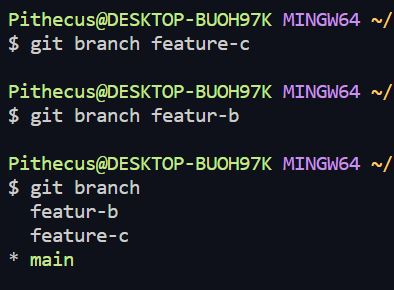 Pithecus@DESKTOP-BUOH97K MINGW64 ~/
$ git branch feature-c
Pithecus@DESKTOP-BUOH97K MINGW64 ~/
$ git branch featur-b
Pithecus@DESKTOP-BUOH97K MINGW64 ~/
$ git branch
featur-b
feature-c
* main